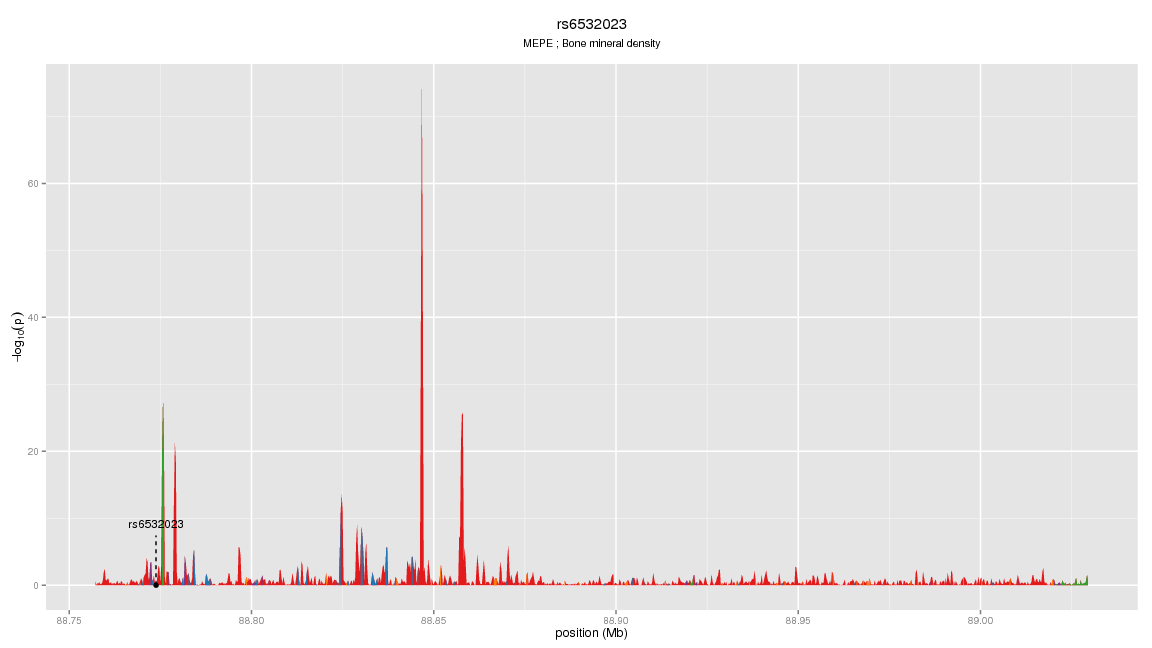 rs6532023
MEPE ; Bone mineral density
−log10(p)
60
40
20
0
rs6532023
88.75
88.80
88.85
88.90
88.95
89.00
position (Mb)